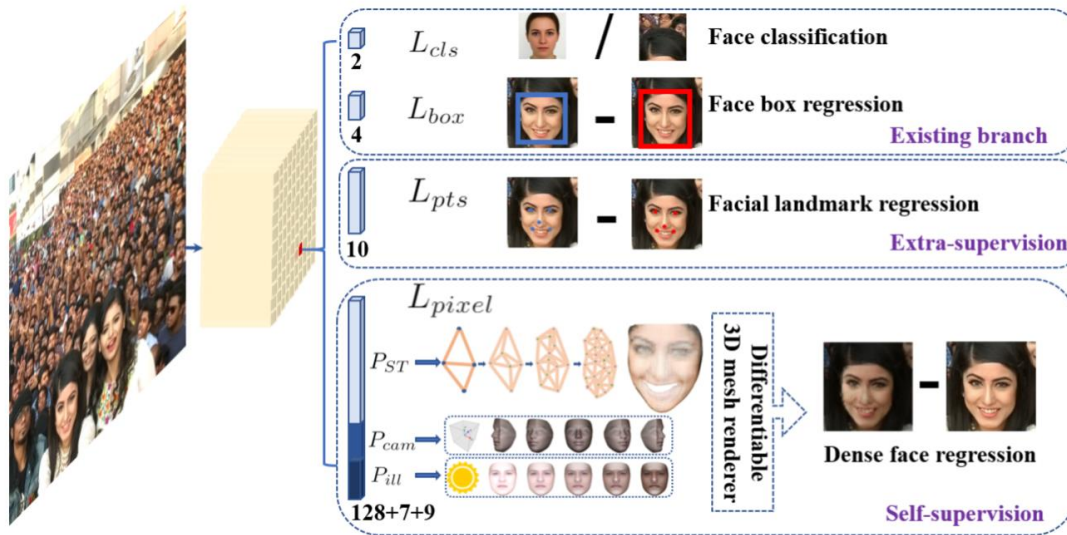 L_cls
/
Face classification
2
L_box
-
Face box regression
4
Existing branch
L_pts
-
Facial landmark regression
10
Extra-supervision
L_pixel
P_ST
P_cam
P_ill
128+7+9
Differentiable
3D mesh renderer
-
Dense face regression
Self-supervision